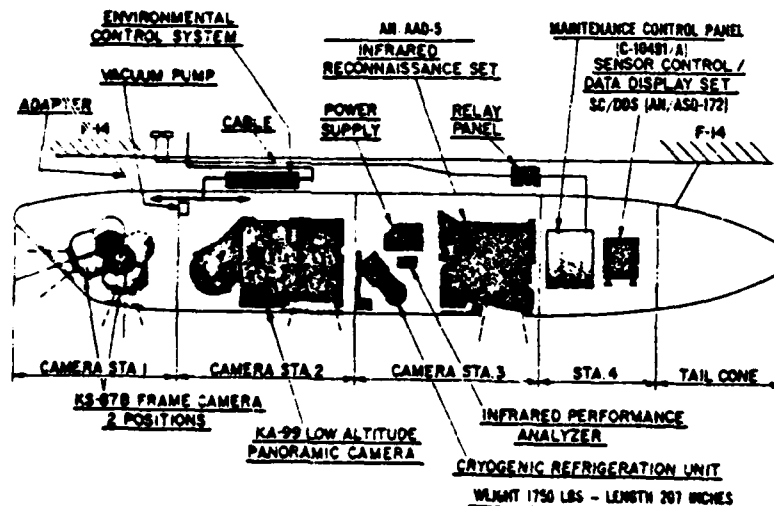 ENVIRONMENTAL
CONTROL SYSTEM
VACUUM PUMP
ADAPTER
F-14
CABLE
AN/AAD-5
INFRARED
RECONNAISSANCE SET
POWER
SUPPLY
RELAY
PANEL
MAINTENANCE CONTROL PANEL
(C-10491/A)
SENSOR CONTROL /
DATA DISPLAY SET
SC/DDS (AN/ASQ-172)
F-14
CAMERA STA.1
CAMERA STA.2
CAMERA STA.3
STA.4
TAIL CONE
KS-87B FRAME CAMERA
2 POSITIONS
KA-99 LOW ALTITUDE
PANORAMIC CAMERA
INFRARED PERFORMANCE
ANALYZER
CRYOGENIC REFRIGERATION UNIT
WEIGHT 1750 LBS - LENGTH 207 INCHES